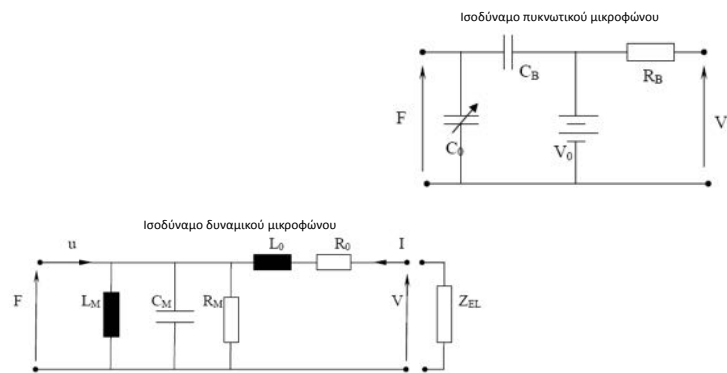 Ισοδύναμο πυκνωτικού μικροφώνου
C_B
R_B
F
C_0
V_0
V
Ισοδύναμο δυναμικού μικροφώνου
u
L_0
R_0
I
F
L_M
C_M
R_M
V
Z_EL